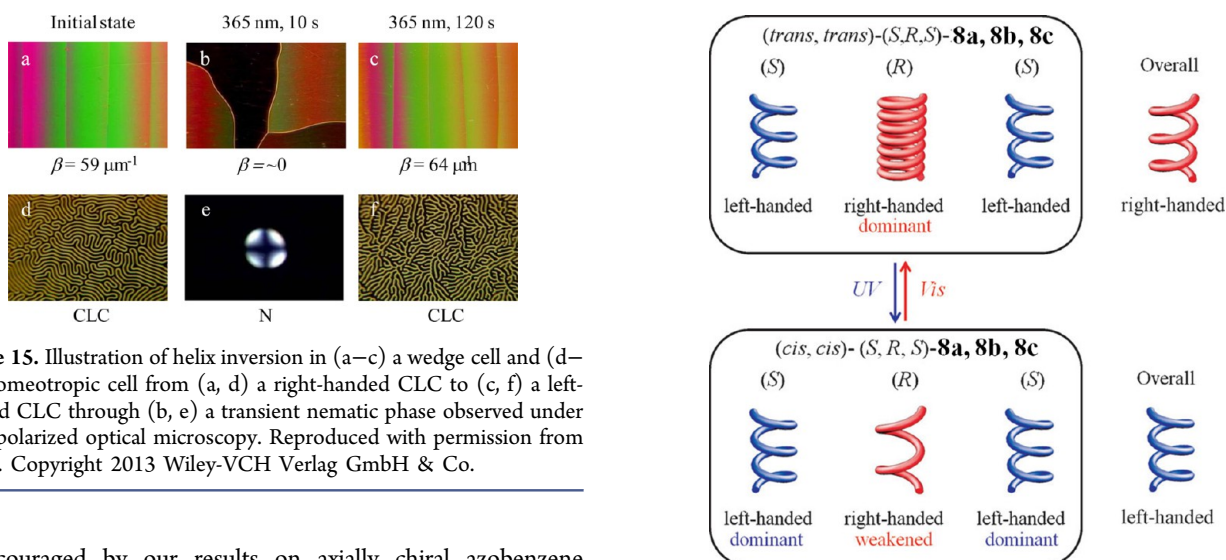 Initial state 365 nm, 10 s 365 nm, 120 s
a b c
β = 59 μm-1 β = ~0 β = 64 μm1
d e f
CLC N CLC
e 15. Illustration of helix inversion in (a−c) a wedge cell and (d−
omeotropic cell from (a, d) a right-handed CLC to (c, f) a left-
d CLC through (b, e) a transient nematic phase observed under
polarized optical microscopy. Reproduced with permission from
. Copyright 2013 Wiley-VCH Verlag GmbH & Co.
couraged by our results on axially chiral azobenzene
(trans, trans)-(S,R,S)-8a, 8b, 8c
(S) (R) (S) Overall
left-handed right-handed left-handed right-handed
dominant
UV Vis
(cis, cis)- (S, R, S)-8a, 8b, 8c
(S) (R) (S) Overall
left-handed right-handed left-handed left-handed
dominant weakened dominant